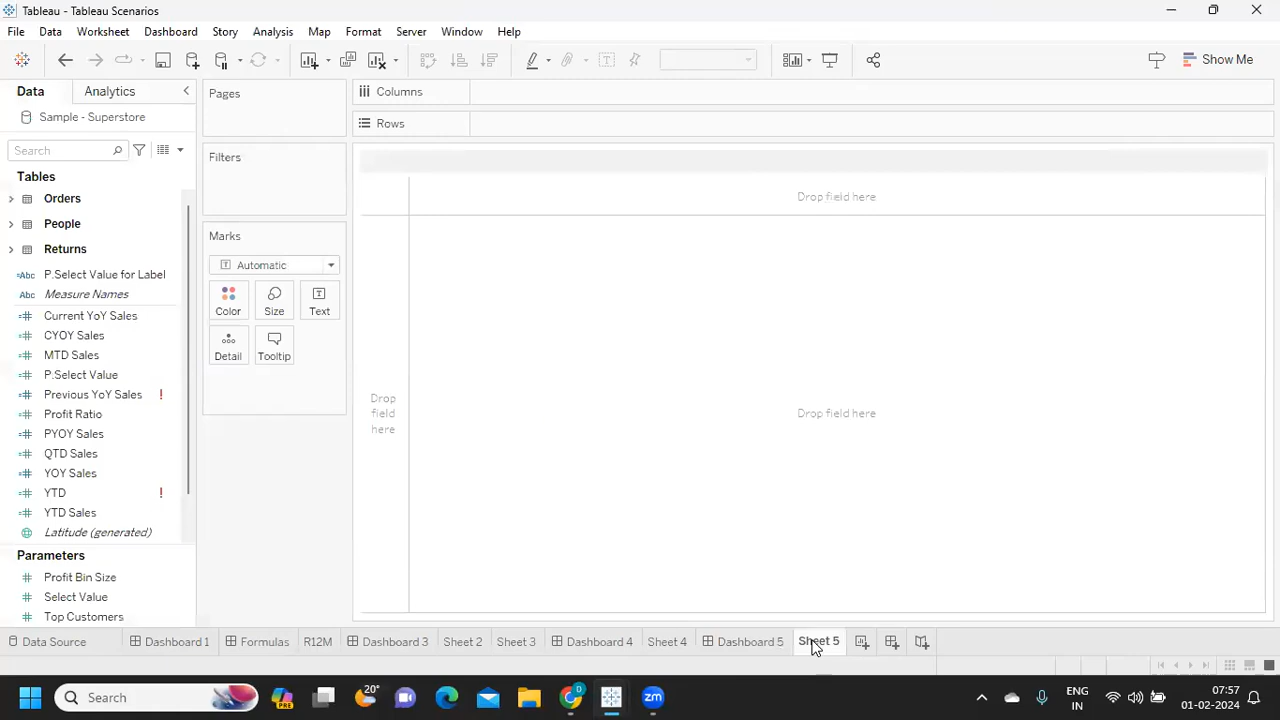 Tableau - Tableau Scenarios
File Data Worksheet Dashboard Story Analysis Map Format Server Window Help
Show Me
Data Analytics
Pages
Columns
Sample - Superstore
Rows
Search
Filters
Tables
Orders
Drop field here
People
Marks
Returns
Automatic
P.Select Value for Label
Measure Names
Color Size Text
Current YoY Sales
CYOY Sales
MTD Sales
Detail Tooltip
P.Select Value
Previous YoY Sales !
Drop
field
here
Profit Ratio
Drop field here
PYOY Sales
QTD Sales
YOY Sales
YTD !
YTD Sales
Latitude (generated)
Parameters
Profit Bin Size
Select Value
Top Customers
Data Source Dashboard 1 Formulas R12M Dashboard 3 Sheet 2 Sheet 3 Dashboard 4 Sheet 4 Dashboard 5 Sheet 5
Search
PRE
20°
zm
ENG
IN
07:57
01-02-2024